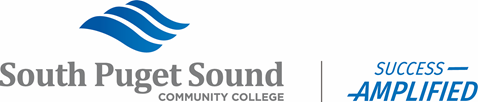 South Puget Sound
COMMUNITY COLLEGE
SUCCESS
AMPLIFIED